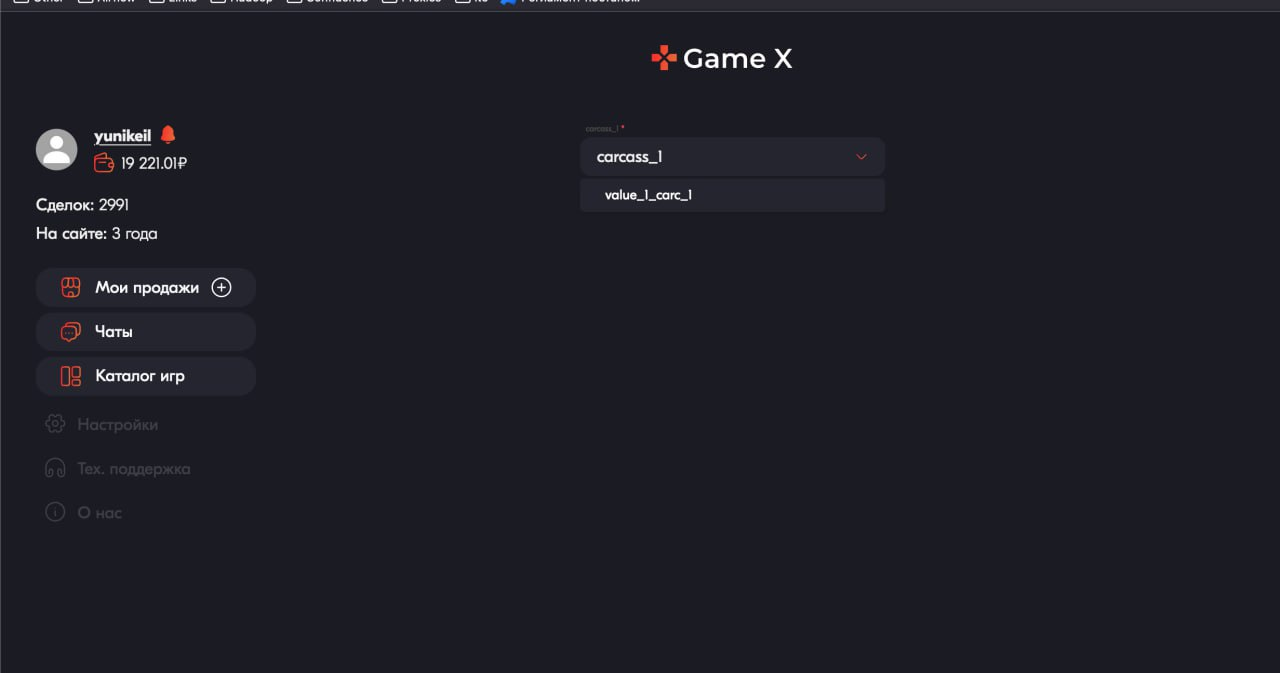 Game X
yunikeil
19 221.01₽
Сделок: 2991
На сайте: 3 года
Мои продажи
Чаты
Каталог игр
Настройки
Тех. поддержка
О нас
carcass_1 *
carcass_1
value_1_carc_1